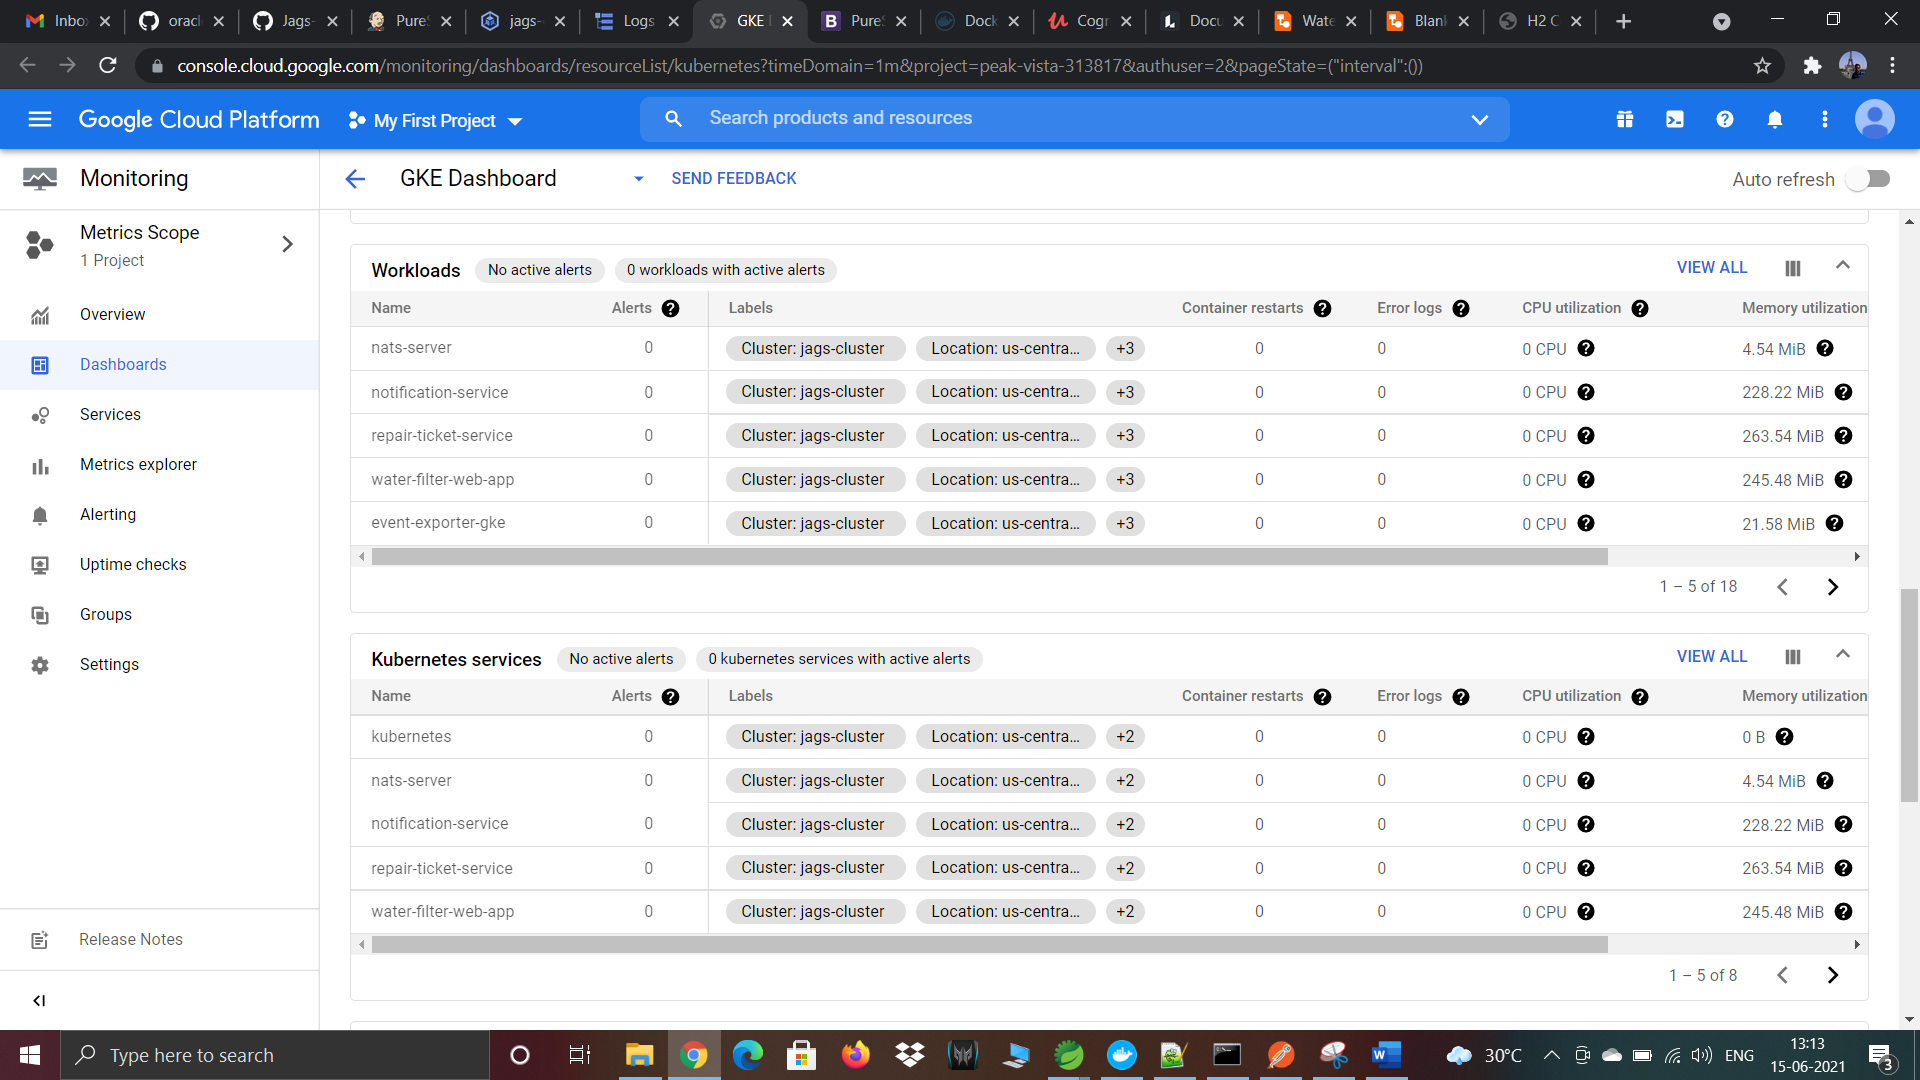 Inbo
orac
Jags-
PureS
jags-
Logs
GKE
PureS
Dock
Cogn
Docu
Wate
Blank
H2 C
console.cloud.google.com/monitoring/dashboards/resourceList/kubernetes?timeDomain=1m&project=peak-vista-313817&authuser=2&pageState=("interval":())
Google Cloud Platform
My First Project
Search products and resources
Monitoring
GKE Dashboard
SEND FEEDBACK
Auto refresh
Metrics Scope
1 Project
Overview
Dashboards
Services
Metrics explorer
Alerting
Uptime checks
Groups
Settings
Release Notes
Workloads No active alerts 0 workloads with active alerts VIEW ALL
Name Alerts Labels Container restarts Error logs CPU utilization Memory utilization
nats-server 0 Cluster: jags-cluster Location: us-centra... +3 0 0 0 CPU 4.54 MiB
notification-service 0 Cluster: jags-cluster Location: us-centra... +3 0 0 0 CPU 228.22 MiB
repair-ticket-service 0 Cluster: jags-cluster Location: us-centra... +3 0 0 0 CPU 263.54 MiB
water-filter-web-app 0 Cluster: jags-cluster Location: us-centra... +3 0 0 0 CPU 245.48 MiB
event-exporter-gke 0 Cluster: jags-cluster Location: us-centra... +3 0 0 0 CPU 21.58 MiB
1 – 5 of 18
Kubernetes services No active alerts 0 kubernetes services with active alerts VIEW ALL
Name Alerts Labels Container restarts Error logs CPU utilization Memory utilization
kubernetes 0 Cluster: jags-cluster Location: us-centra... +2 0 0 0 CPU 0 B
nats-server 0 Cluster: jags-cluster Location: us-centra... +2 0 0 0 CPU 4.54 MiB
notification-service 0 Cluster: jags-cluster Location: us-centra... +2 0 0 0 CPU 228.22 MiB
repair-ticket-service 0 Cluster: jags-cluster Location: us-centra... +2 0 0 0 CPU 263.54 MiB
water-filter-web-app 0 Cluster: jags-cluster Location: us-centra... +2 0 0 0 CPU 245.48 MiB
1 – 5 of 8
Type here to search
30°C
ENG
13:13
15-06-2021
3